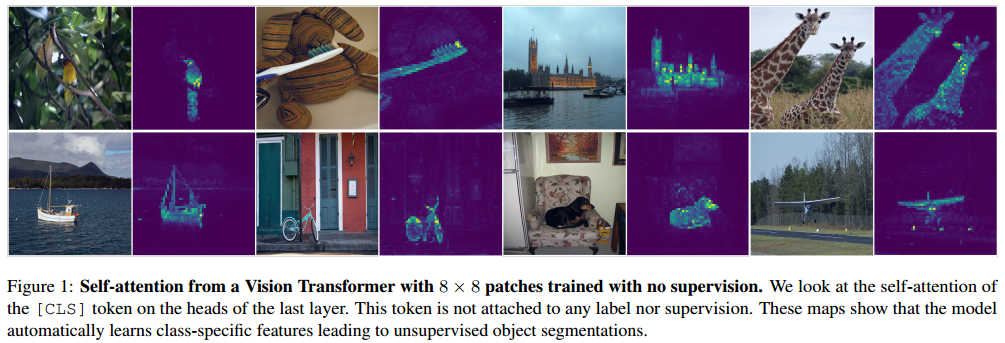 Figure 1: Self-attention from a Vision Transformer with 8 × 8 patches trained with no supervision. We look at the self-attention of
the [CLS] token on the heads of the last layer. This token is not attached to any label nor supervision. These maps show that the model
automatically learns class-specific features leading to unsupervised object segmentations.